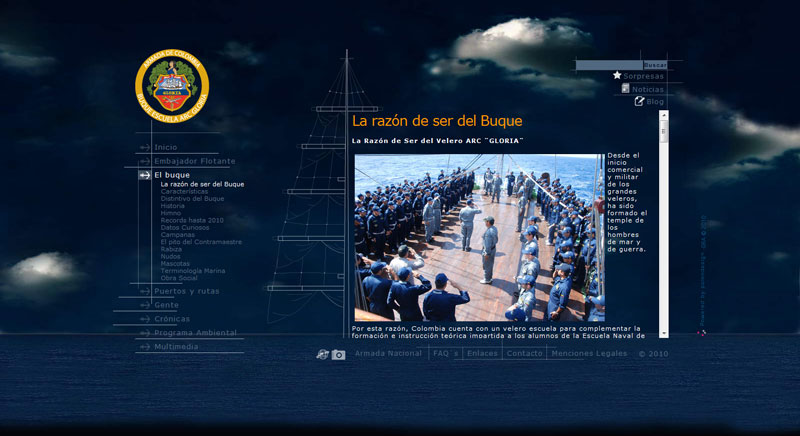 ARMADA DE COLOMBIA
GLORIA
BUQUE ESCUELA ARC GLORIA
Buscar
Sorpresas
Noticias
Blog
Inicio
Embajador Flotante
El buque
La razón de ser del Buque
Características
Distintivo del Buque
Historia
Himno
Records hasta 2010
Datos Curiosos
Campanas
El pito del Contramaestre
Rabiza
Nudos
Mascotas
Terminología Marina
Obra Social
Puertos y rutas
Gente
Crónicas
Programa Ambiental
Multimedia
La razón de ser del Buque
La Razón de Ser del Velero ARC "GLORIA"
Desde el
inicio
comercial
y militar
de los
grandes
veleros,
ha sido
formado el
temple de
los
hombres
de mar y
de guerra.
Por esta razón, Colombia cuenta con un velero escuela para complementar la
formación e instrucción teórica impartida a los alumnos de la Escuela Naval de
Armada Nacional
FAQ´s
Enlaces
Contacto
Menciones Legales
© 2010